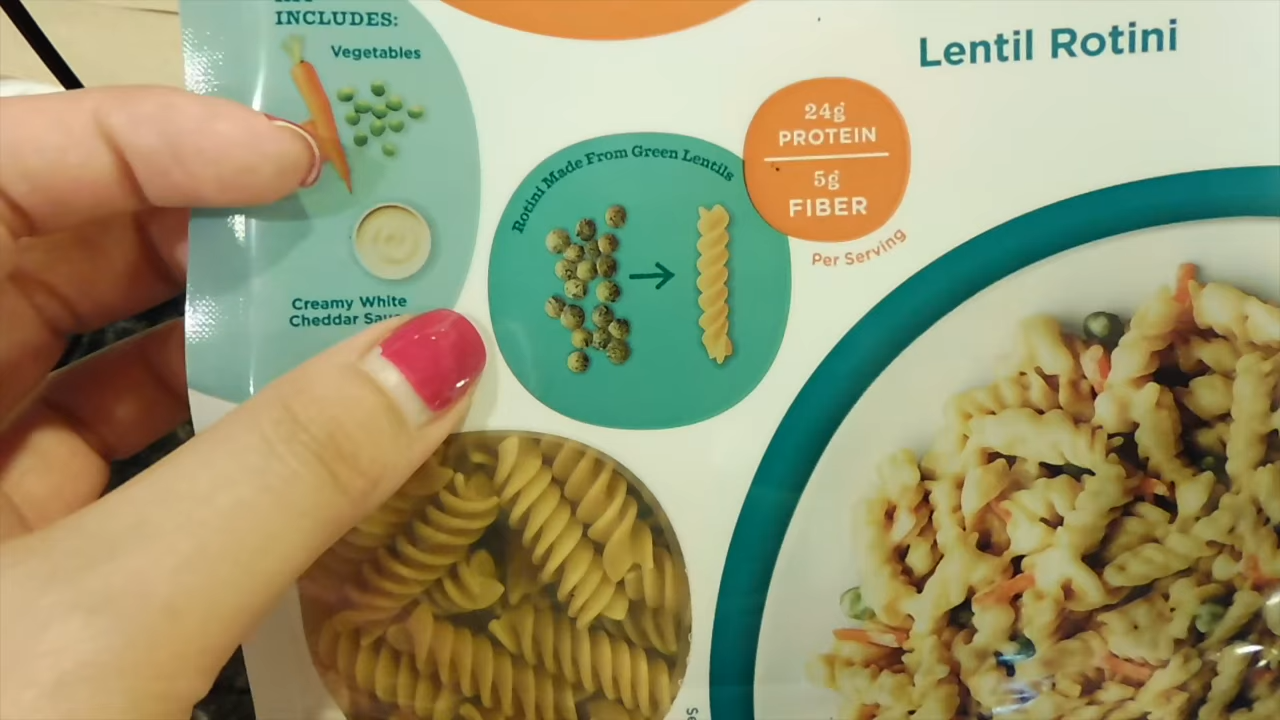 INCLUDES:
Vegetables
Creamy White
Cheddar
Rotini Made From Green Lentils
24g
PROTEIN
5g
FIBER
Per Serving
Lentil Rotini